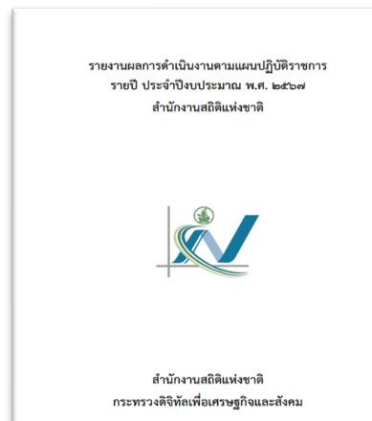 รายงานผลการดำเนินงานตามแผนปฏิบัติราชการ
รายปี ประจำปีงบประมาณ พ.ศ. ๒๕๖๗
สำนักงานสถิติแห่งชาติ
สำนักงานสถิติแห่งชาติ
กระทรวงดิจิทัลเพื่อเศรษฐกิจและสังคม